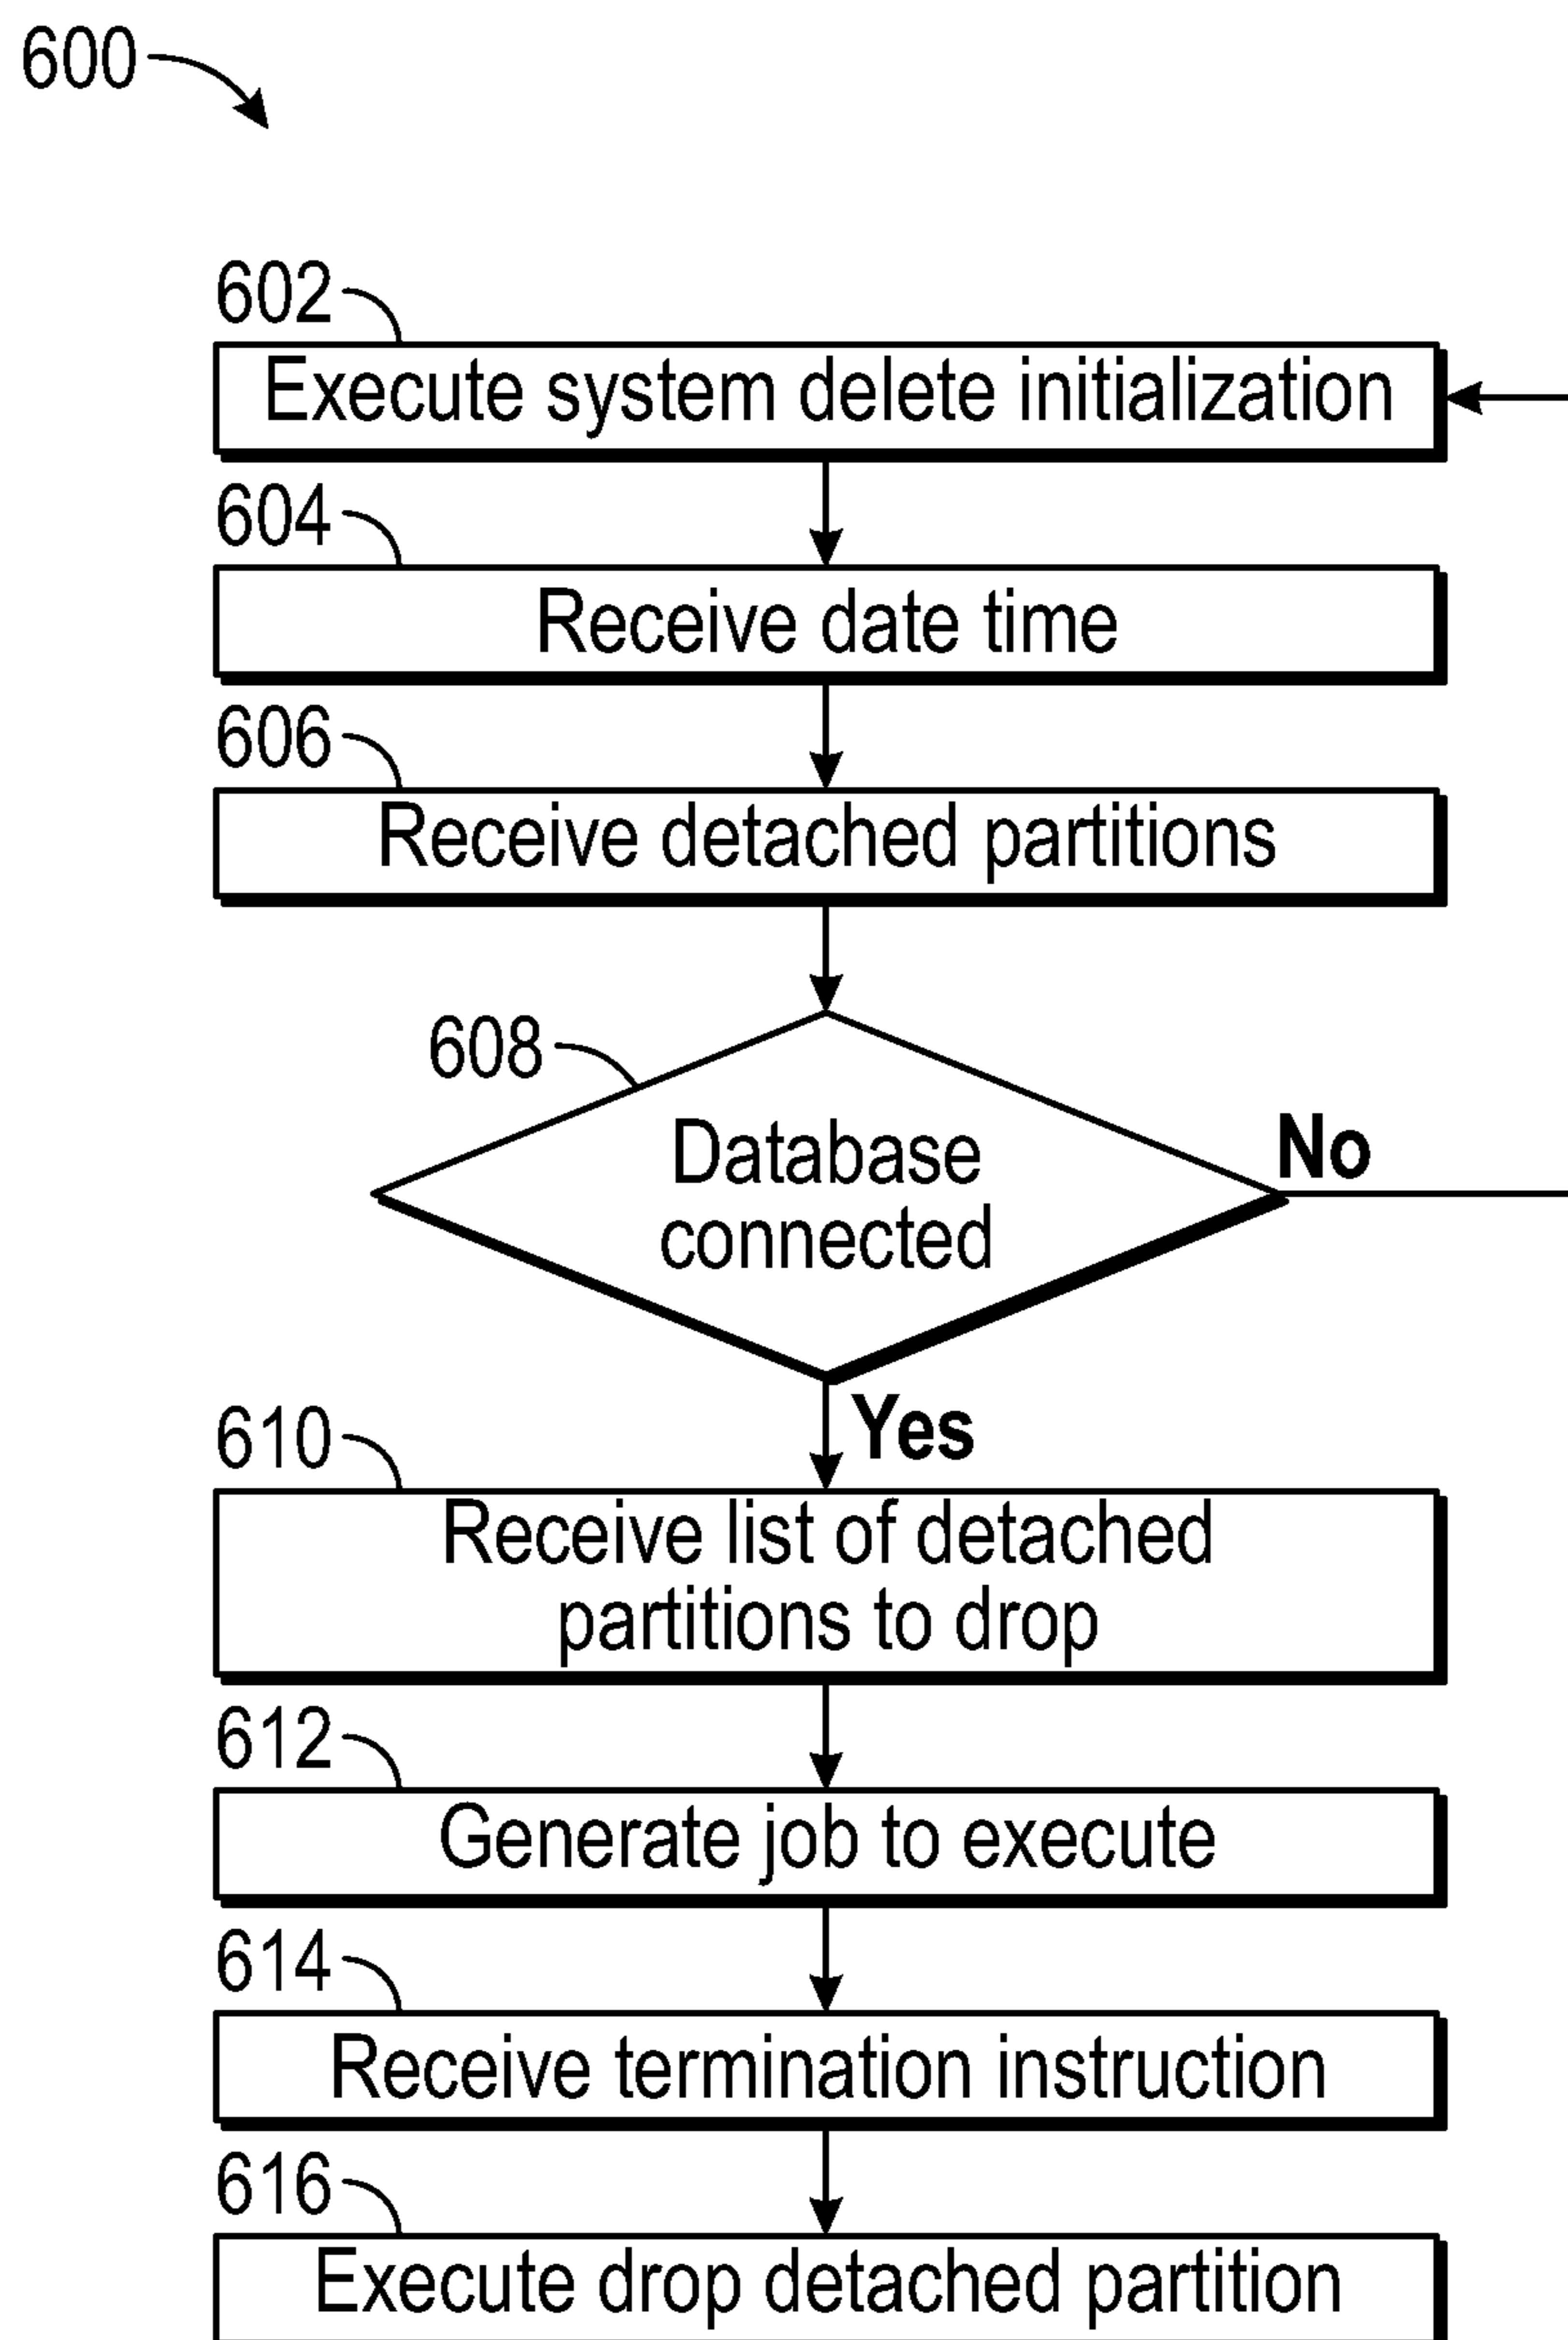 600
602
Execute system delete initialization
604
Receive date time
606
Receive detached partitions
608
Database
connected
No
Yes
610
Receive list of detached
partitions to drop
612
Generate job to execute
614
Receive termination instruction
616
Execute drop detached partition